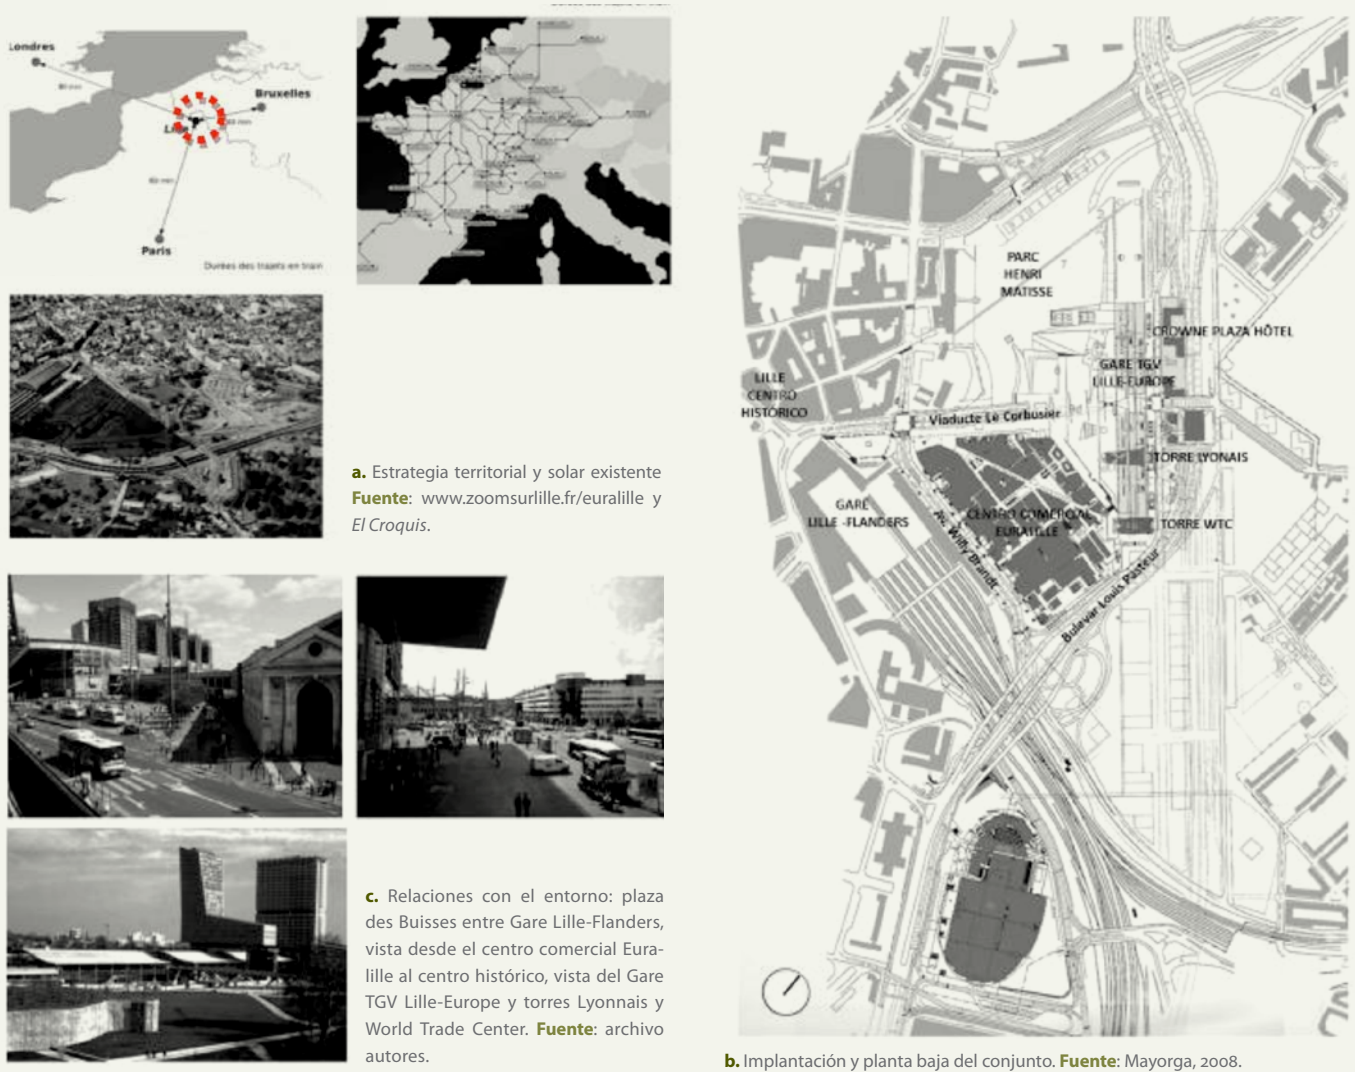 Londres
Bruxelles
Paris
Durées des trajets en train
a. Estrategia territorial y solar existente
Fuente: www.zoomsurlille.fr/euralille y
El Croquis.
c. Relaciones con el entorno: plaza
des Buisses entre Gare Lille-Flanders,
vista desde el centro comercial Eura-
lille al centro histórico, vista del Gare
TGV Lille-Europe y torres Lyonnais y
World Trade Center. Fuente: archivo
autores.
PARC
HENRI
MATISSE
CROWNE PLAZA HÔTEL
GARE TGV
LILLE-EUROPE
LILLE
CENTRO
HISTÓRICO
Viaducte Le Corbusier
TORRE LYONAIS
GARE
LILLE -FLANDERS
CENTRO COMERCIAL
EURALILLE
TORRE WTC
Av. Willy Brandt
Bulevar Louis Pasteur
b. Implantación y planta baja del conjunto. Fuente: Mayorga, 2008.